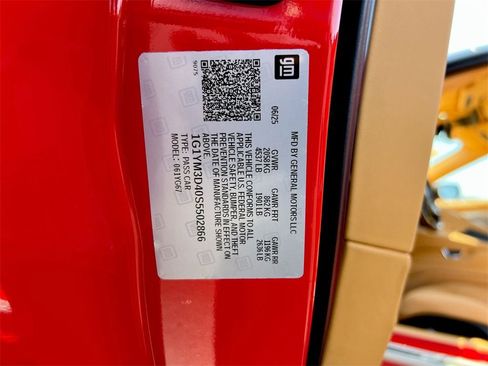 gm
06/25
MFD BY GENERAL MOTORS LLC
GVWR GAWR FRT GAWR RR
2058 KG 862 KG 1196 KG
4537 LB 1901 LB 2636 LB
THIS VEHICLE CONFORMS TO ALL
APPLICABLE U.S. FEDERAL MOTOR
VEHICLE SAFETY, BUMPER, AND THEFT
PREVENTION STANDARDS IN EFFECT ON
THE DATE OF MANUFACTURE SHOWN
ABOVE.
1G1YM3D40S5502866
TYPE: PASS CAR
MODEL: 061YG67